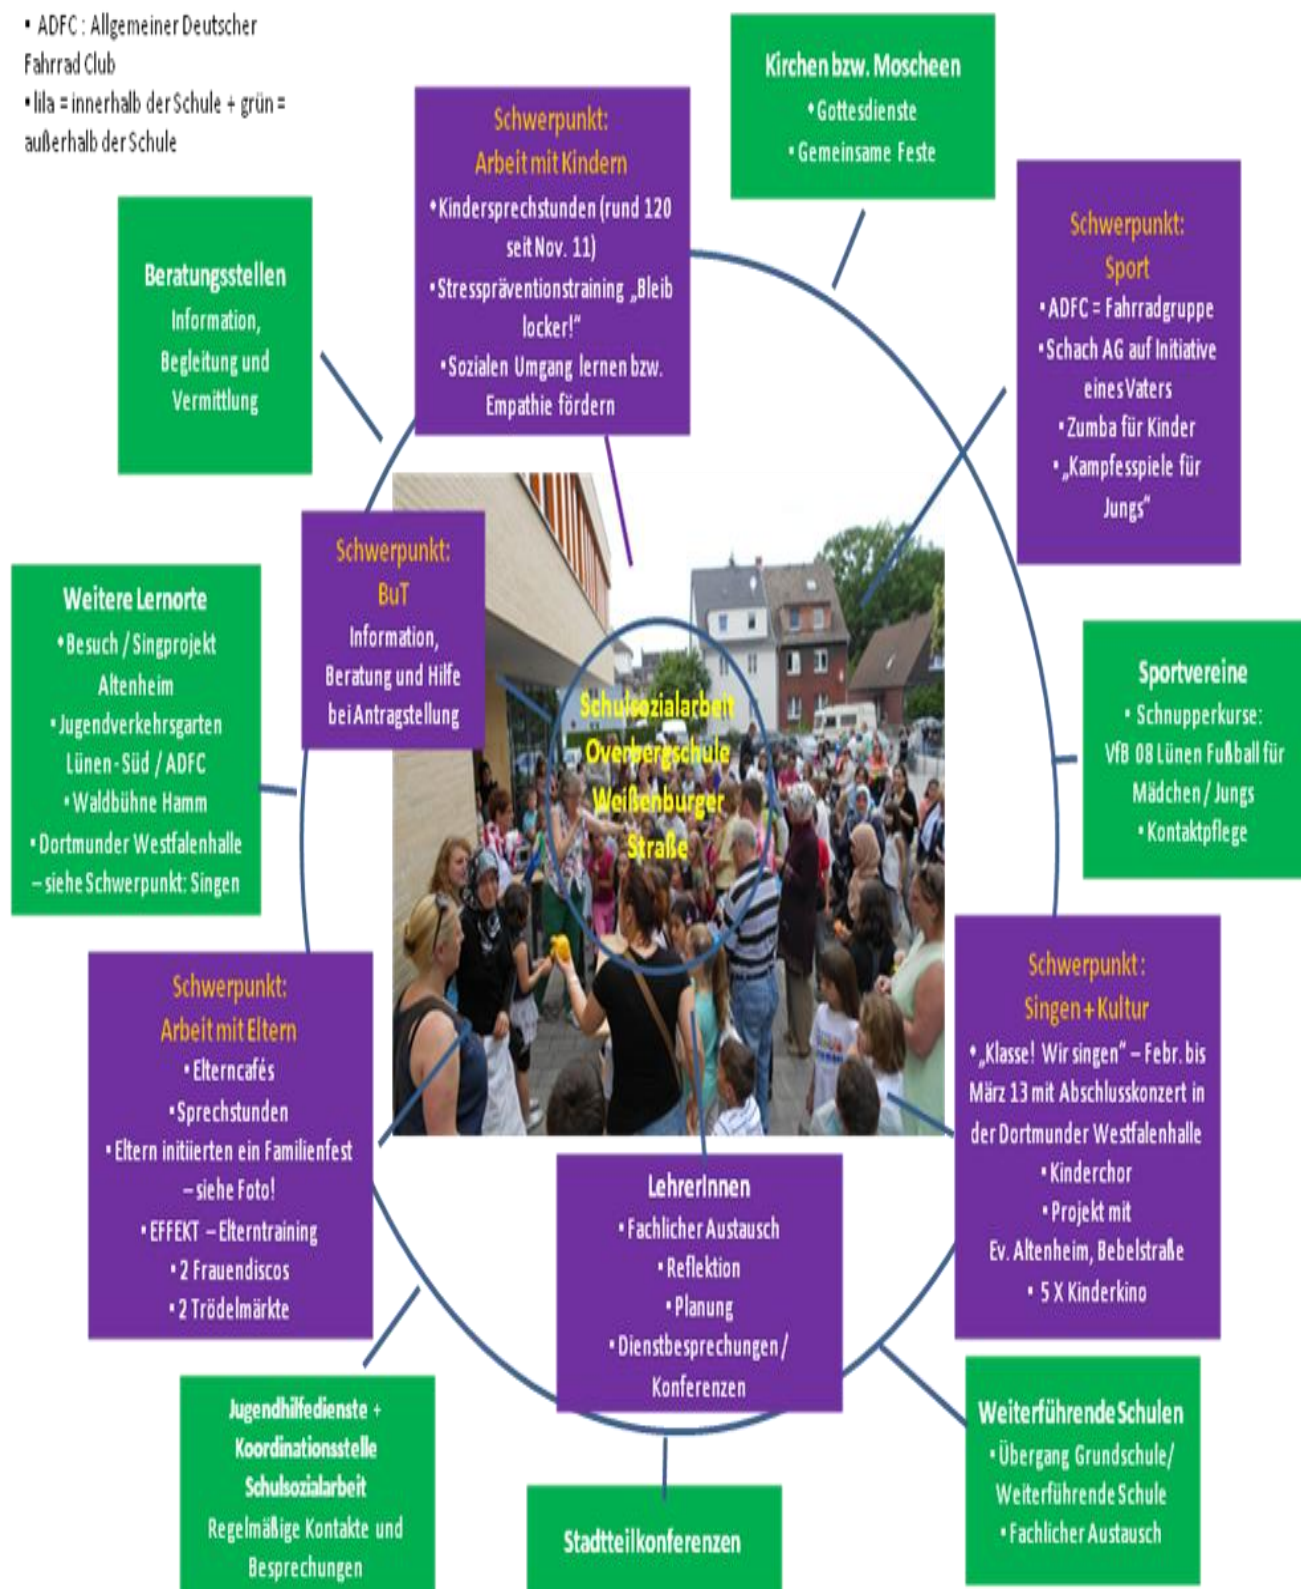 ▪ ADFC : Allgemeiner Deutscher
Fahrrad Club
▪ lila = innerhalb der Schule + grün =
außerhalb der Schule
Kirchen bzw. Moscheen
▪ Gottesdienste
▪ Gemeinsame Feste
Schwerpunkt:
Arbeit mit Kindern
▪ Kindersprechstunden (rund 120
seit Nov. 11)
▪ Stresspräventionstraining „Bleib
locker!“
▪ Sozialen Umgang lernen bzw.
Empathie fördern
Schwerpunkt:
Sport
▪ ADFC = Fahrradgruppe
▪ Schach AG auf Initiative
eines Vaters
▪ Zumba für Kinder
▪ „Kampfesspiele für
Jungs“
Beratungsstellen
Information,
Begleitung und
Vermittlung
Schwerpunkt:
BuT
Information,
Beratung und Hilfe
bei Antragstellung
Weitere Lernorte
▪ Besuch / Singprojekt
Altenheim
▪ Jugendverkehrsgarten
Lünen - Süd / ADFC
▪ Waldbühne Hamm
▪ Dortmunder Westfalenhalle
– siehe Schwerpunkt: Singen
Schulsozialarbeit
Overbergschule
Weißenburger
Straße
Sportvereine
▪ Schnupperkurse:
VfB 08 Lünen Fußball für
Mädchen / Jungs
▪ Kontaktpflege
Schwerpunkt:
Arbeit mit Eltern
▪ Elterncafés
▪ Sprechstunden
▪ Eltern initiierten ein Familienfest
– siehe Foto!
▪ EFFEKT – Elterntraining
▪ 2 Frauendiscos
▪ 2 Trödelmärkte
Schwerpunkt :
Singen + Kultur
▪ „Klasse! Wir singen“ – Febr. bis
März 13 mit Abschlusskonzert in
der Dortmunder Westfalenhalle
▪ Kinderchor
▪ Projekt mit
Ev. Altenheim, Bebelstraße
▪ 5 X Kinderkino
LehrerInnen
▪ Fachlicher Austausch
▪ Reflektion
▪ Planung
▪ Dienstbesprechungen /
Konferenzen
Jugendhilfedienste +
Koordinationsstelle
Schulsozialarbeit
Regelmäßige Kontakte und
Besprechungen
Stadtteilkonferenzen
Weiterführende Schulen
▪ Übergang Grundschule/
Weiterführende Schule
▪ Fachlicher Austausch